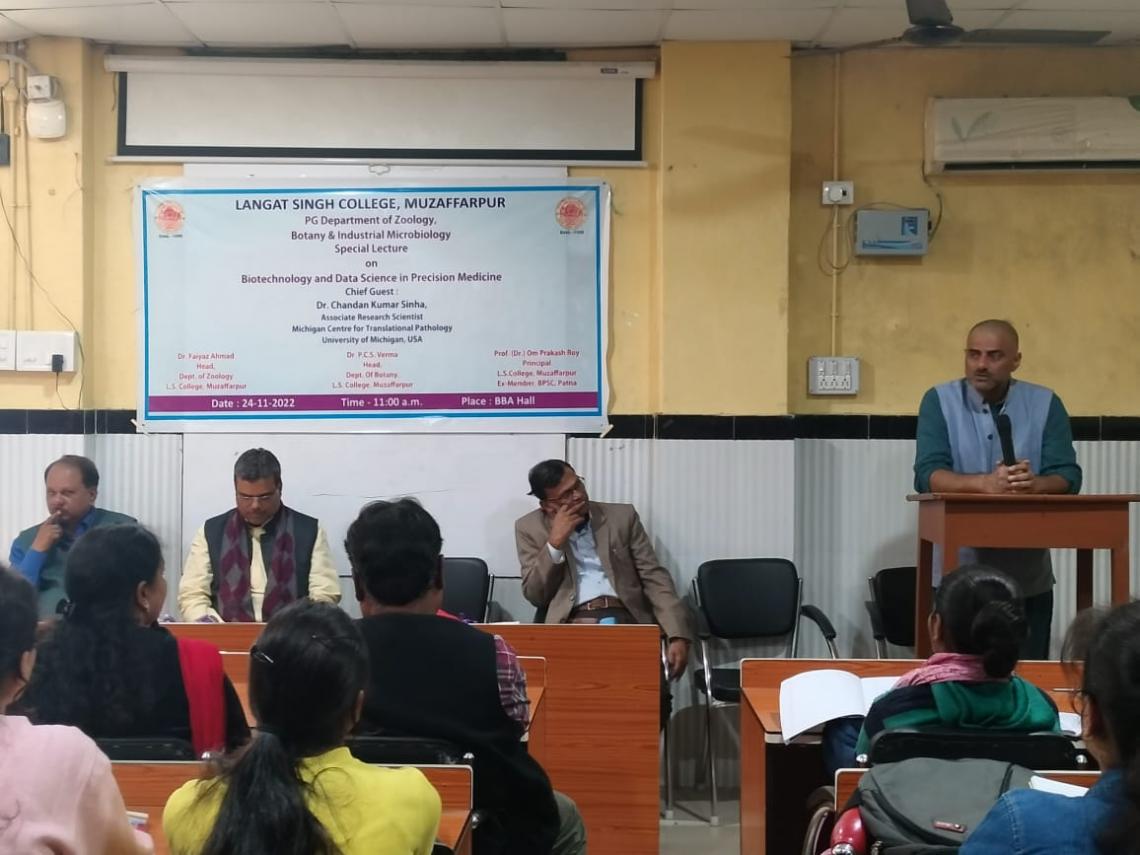 LANGAT SINGH COLLEGE, MUZAFFARPUR
PG Department of Zoology,
Botany & Industrial Microbiology
Special Lecture
on
Biotechnology and Data Science in Precision Medicine
Chief Guest :
Dr. Chandan Kumar Sinha,
Associate Research Scientist
Michigan Centre for Translational Pathology
University of Michigan, USA
Dr. Faiyaz Ahmad
Head,
Dept. of Zoology
L.S. College, Muzaffarpur
Dr. P.C.S. Verma
Head,
Dept. Of Botany,
L.S. College, Muzaffarpur
Prof. (Dr.) Om Prakash Roy
Principal
L.S.College, Muzaffarpur
Ex-Member, BPSC, Patna
Date : 24-11-2022 Time - 11:00 a.m. Place : BBA Hall